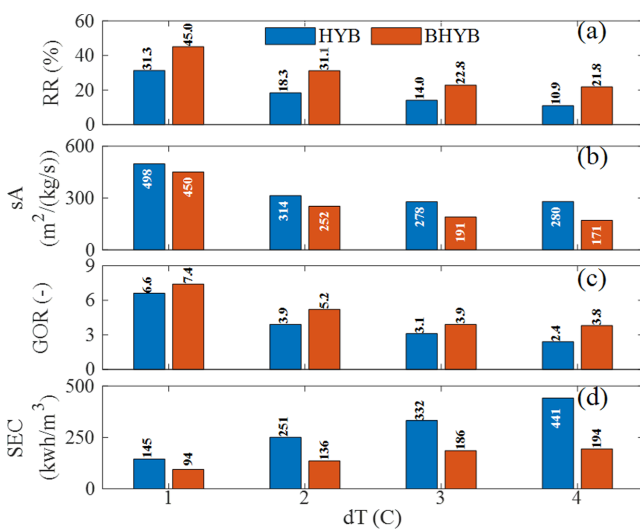 60
HYB BHYB (a)
45.0
40
31.3
31.1
RR (%)
20
18.3
22.8
14.0
21.8
10.9
0
600
(b)
sA
(m²/(kg/s))
300
498 450 314 252 278 191 280 171
0
9
(c)
7.4
6.6
6
5.2
GOR (-)
3.9
3.9
3.8
3
3.1
2.4
0
500
(d)
441
332
SEC
(kwh/m³)
250
251
145
94
136
186
194
0
1 2 3 4
dT (C)